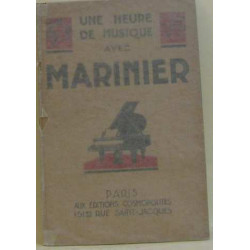 UNE HEURE
DE MUSIQUE
AVEC
MARINIER
PARIS
AUX EDITIONS COSMOPOLITES
RUE SAINT-JACQUES